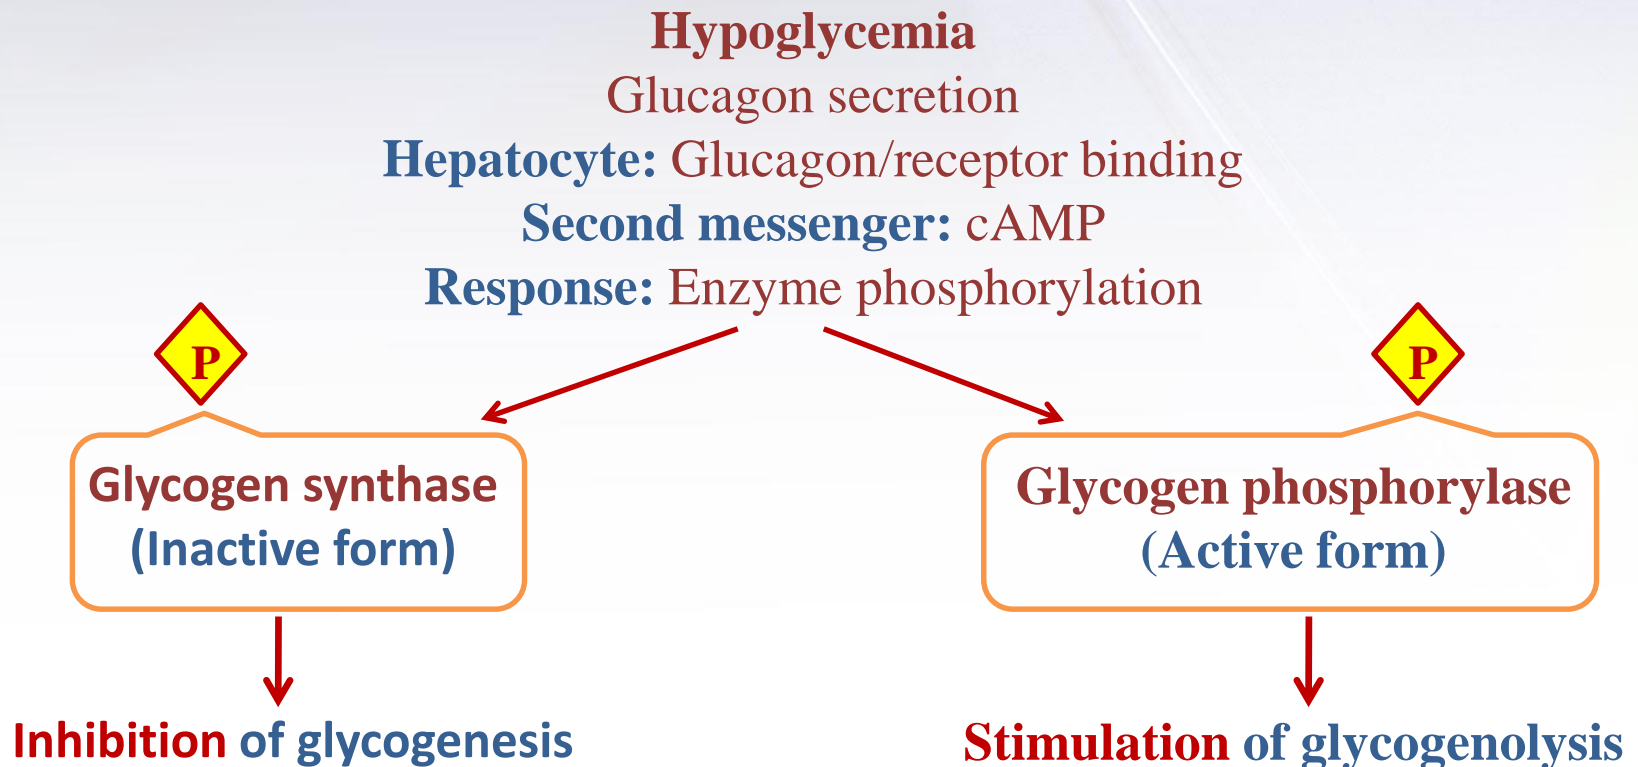 Hypoglycemia
Glucagon secretion
Hepatocyte: Glucagon/receptor binding
Second messenger: cAMP
Response: Enzyme phosphorylation
P
P
Glycogen synthase
(Inactive form)
Glycogen phosphorylase
(Active form)
Inhibition of glycogenesis
Stimulation of glycogenolysis